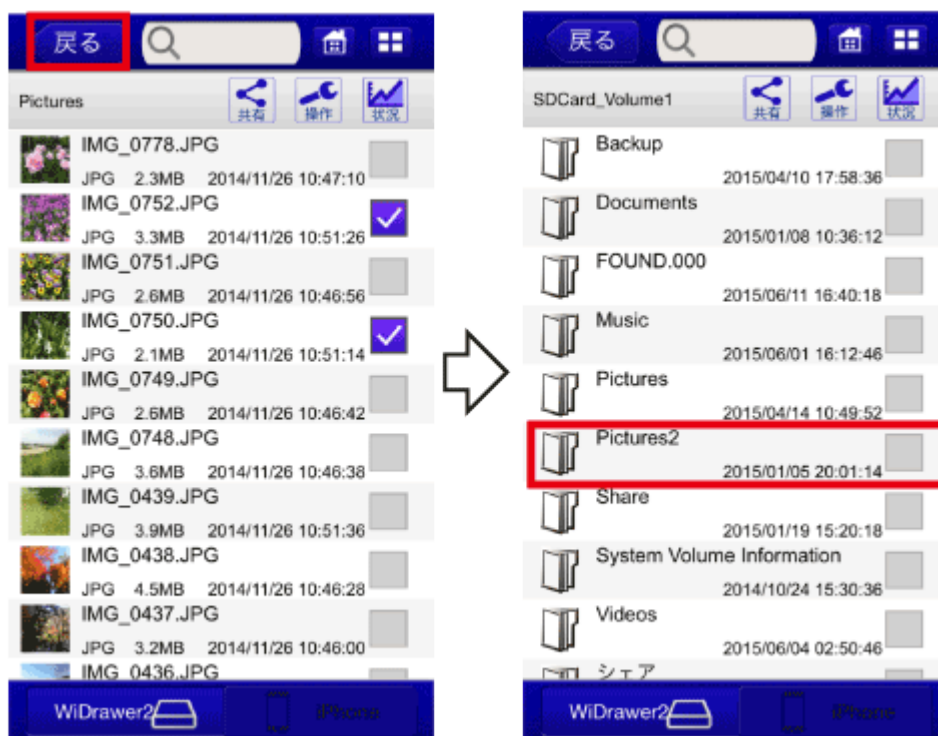 戻る
Pictures
共有 操作 状況
IMG_0778.JPG
JPG 2.3MB 2014/11/26 10:47:10
IMG_0752.JPG
JPG 3.3MB 2014/11/26 10:51:26
IMG_0751.JPG
JPG 2.6MB 2014/11/26 10:46:56
IMG_0750.JPG
JPG 2.1MB 2014/11/26 10:51:14
IMG_0749.JPG
JPG 2.6MB 2014/11/26 10:46:42
IMG_0748.JPG
JPG 3.6MB 2014/11/26 10:46:38
IMG_0439.JPG
JPG 3.9MB 2014/11/26 10:51:36
IMG_0438.JPG
JPG 4.5MB 2014/11/26 10:46:28
IMG_0437.JPG
JPG 3.2MB 2014/11/26 10:46:00
IMG_0436.JPG
WiDrawer2
戻る
SDCard_Volume1
共有 操作 状況
Backup
2015/04/10 17:58:36
Documents
2015/01/08 10:36:12
FOUND.000
2015/06/11 16:40:18
Music
2015/06/01 16:12:46
Pictures
2015/04/14 10:49:52
Pictures2
2015/01/05 20:01:14
Share
2015/01/19 15:20:18
System Volume Information
2014/10/24 15:30:36
Videos
2015/06/04 02:50:46
シェア
WiDrawer2